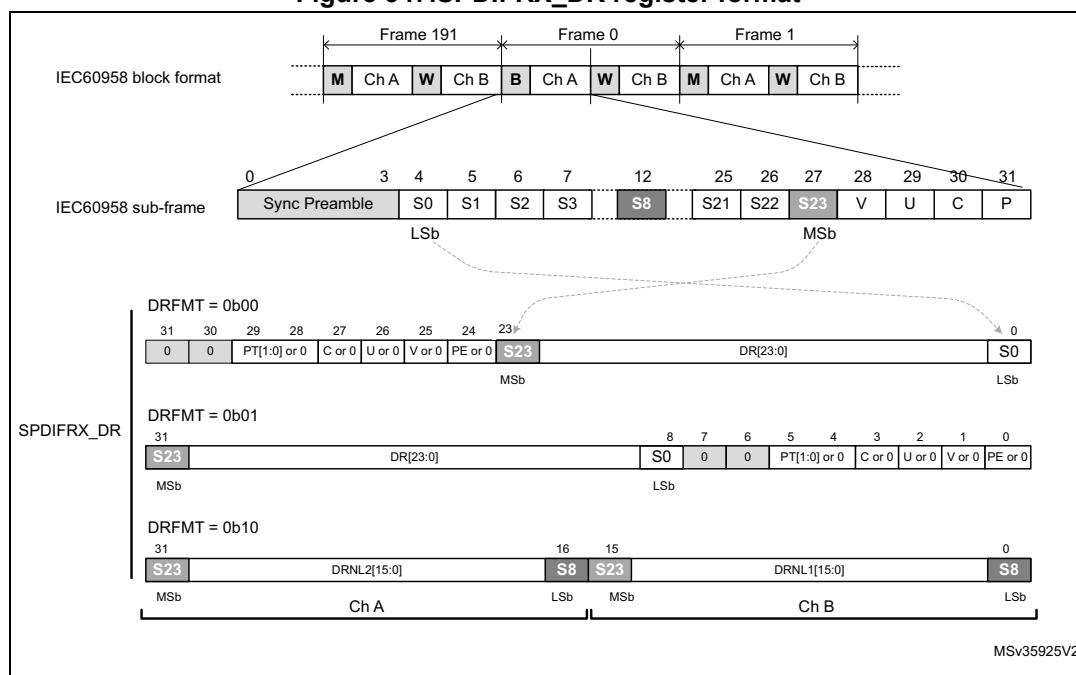 Figure 317. SPDIFRX_DR register format
Frame 191 Frame 0 Frame 1
IEC60958 block format M Ch A W Ch B B Ch A W Ch B M Ch A W Ch B
0 3 4 5 6 7 12 25 26 27 28 29 30 31
IEC60958 sub-frame Sync Preamble S0 S1 S2 S3 S8 S21 S22 S23 V U C P
LSb MSb
DRFMT = 0b00
31 30 29 28 27 26 25 24 23 0
0 0 PT[1:0] or 0 C or 0 U or 0 V or 0 PE or 0 S23 DR[23:0] S0
MSb LSb
SPDIFRX_DR
DRFMT = 0b01
31 8 7 6 5 4 3 2 1 0
S23 DR[23:0] S0 0 0 PT[1:0] or 0 C or 0 U or 0 V or 0 PE or 0
MSb LSb
DRFMT = 0b10
31 16 15 0
S23 DRNL2[15:0] S8 S23 DRNL1[15:0] S8
MSb LSb MSb LSb
Ch A Ch B
MSv35925V2